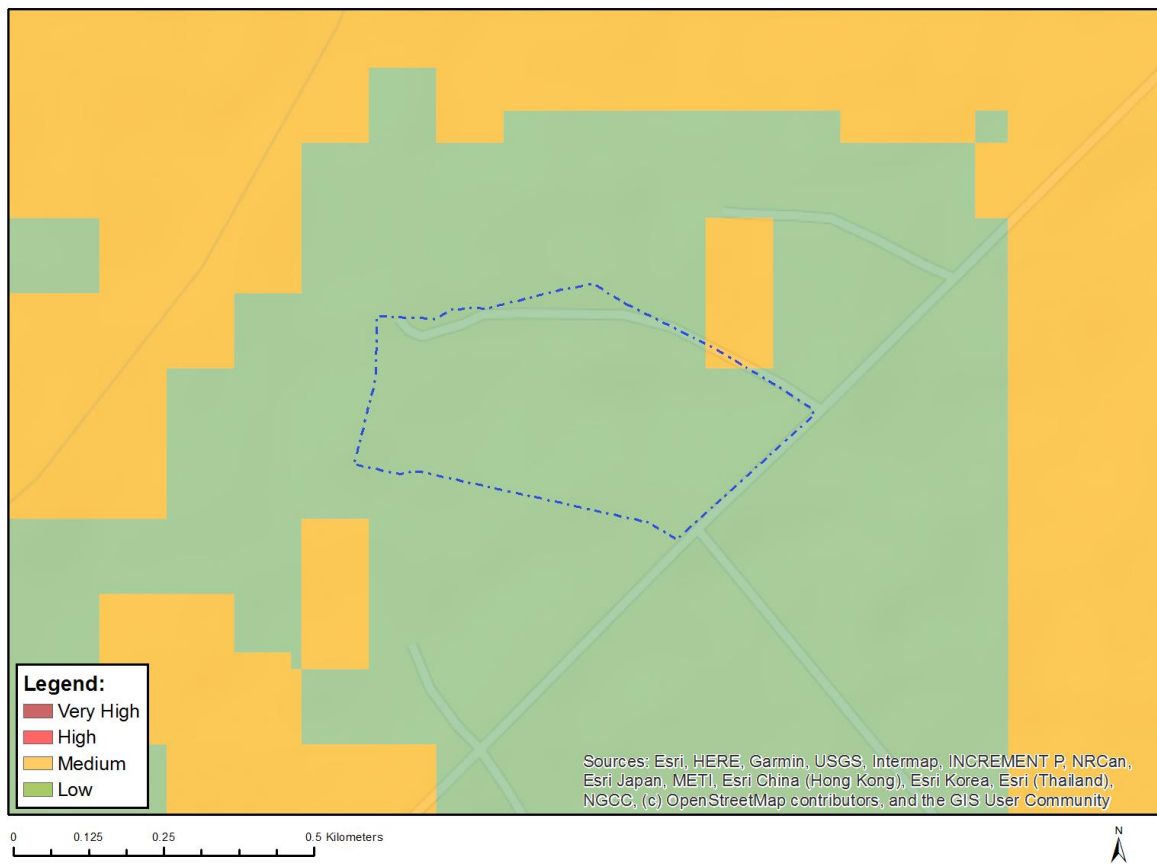 Legend:
Very High
High
Medium
Low
Sources: Esri, HERE, Garmin, USGS, Intermap, INCREMENT P, NRCan,
Esri Japan, METI, Esri China (Hong Kong), Esri Korea, Esri (Thailand),
NGCC, (c) OpenStreetMap contributors, and the GIS User Community
0 0.125 0.25 0.5 Kilometers
N